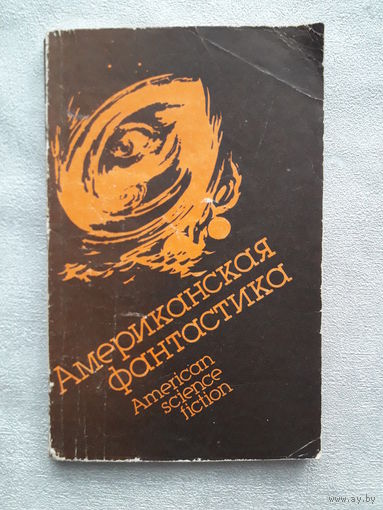 Американская
фантастика
American
science
fiction
www.ay.by